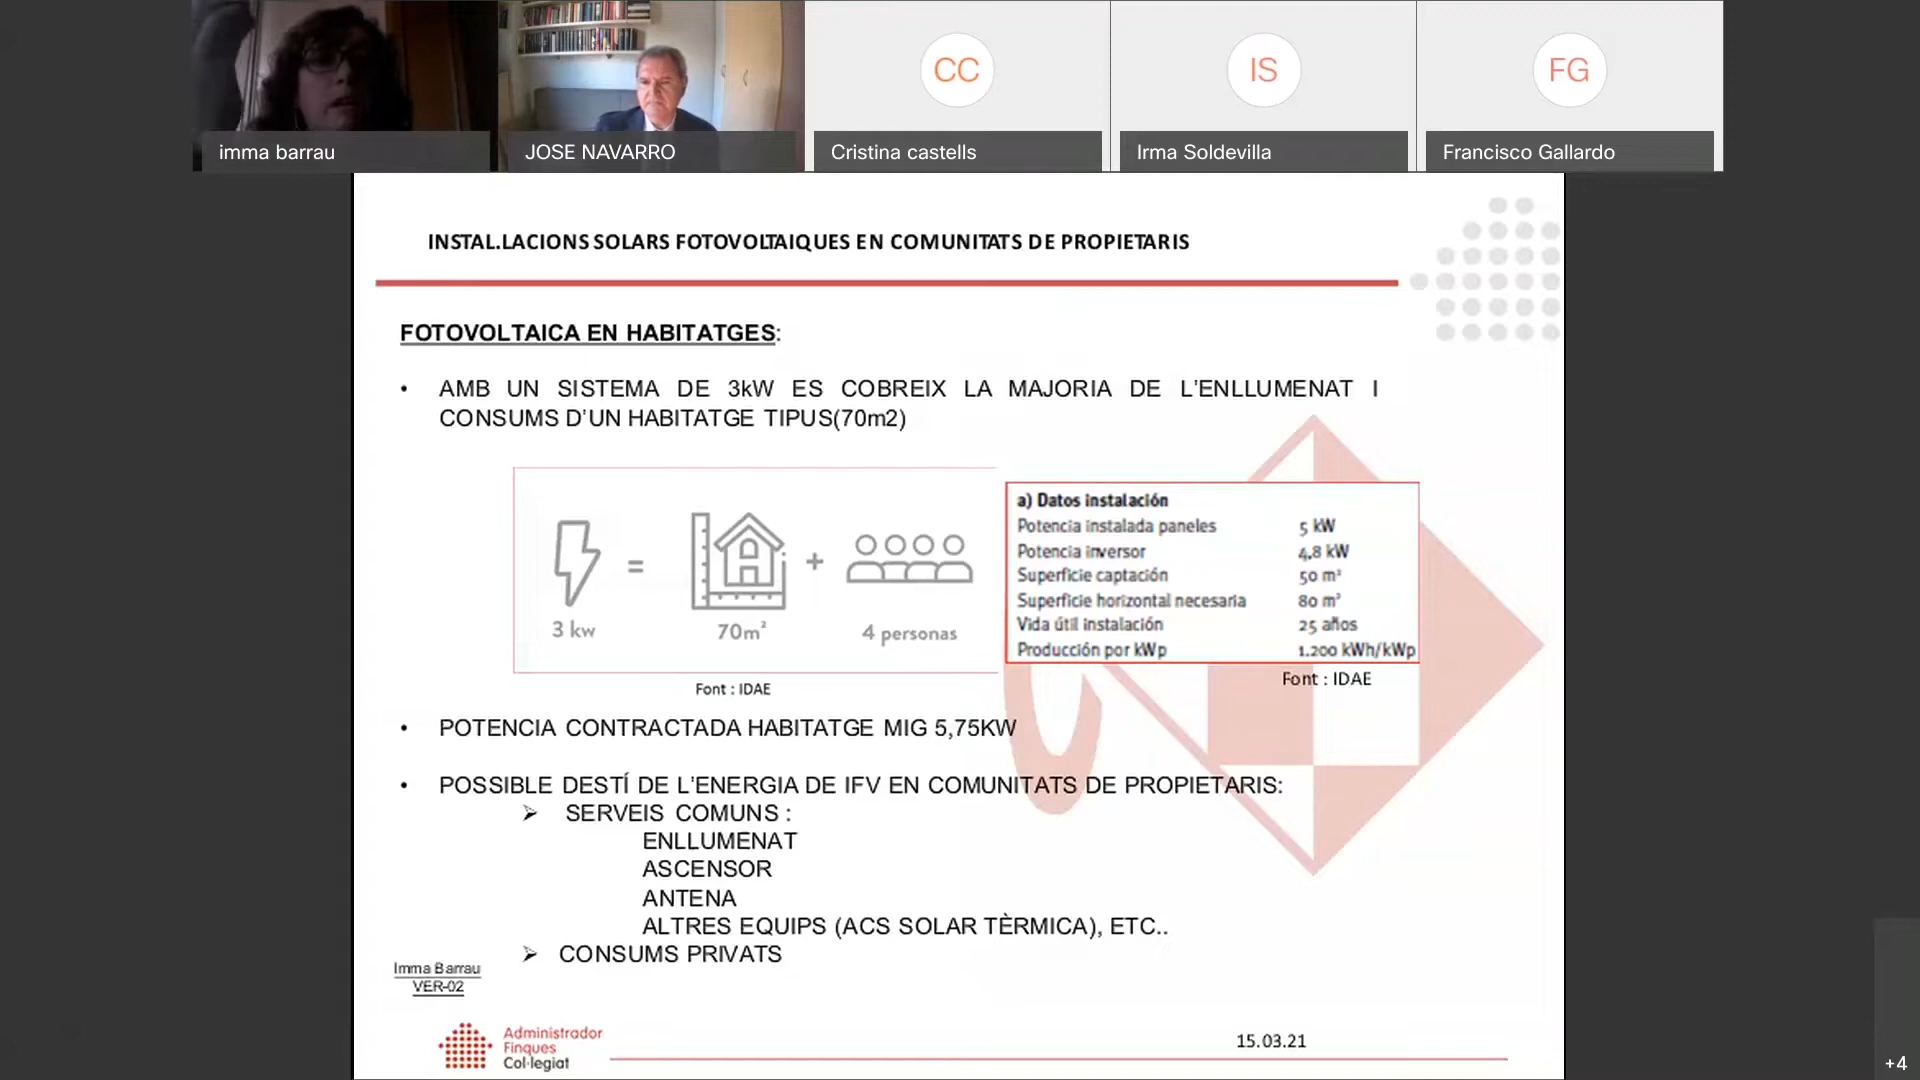 CC
IS
FG
imma barrau
JOSE NAVARRO
Cristina castells
Irma Soldevilla
Francisco Gallardo
INSTAL.LACIONS SOLARS FOTOVOLTAIQUES EN COMUNITATS DE PROPIETARIS
FOTOVOLTAICA EN HABITATGES:
• AMB UN SISTEMA DE 3kW ES COBREIX LA MAJORIA DE L'ENLLUMENAT I
CONSUMS D'UN HABITATGE TIPUS(70m2)
=
+
3 kw
70m²
4 personas
Font : IDAE
a) Datos instalación
Potencia instalada paneles 5 kW
Potencia inversor 4,8 kW
Superficie captación 50 m²
Superficie horizontal necesaria 80 m²
Vida útil instalación 25 años
Producción por kWp 1.200 kWh/kWp
Font : IDAE
• POTENCIA CONTRACTADA HABITATGE MIG 5,75KW
• POSSIBLE DESTÍ DE L'ENERGIA DE IFV EN COMUNITATS DE PROPIETARIS:
➢ SERVEIS COMUNS :
ENLLUMENAT
ASCENSOR
ANTENA
ALTRES EQUIPS (ACS SOLAR TÈRMICA), ETC..
➢ CONSUMS PRIVATS
Imma Barrau
VER-02
Administrador
Finques
Col·legiat
15.03.21
+4